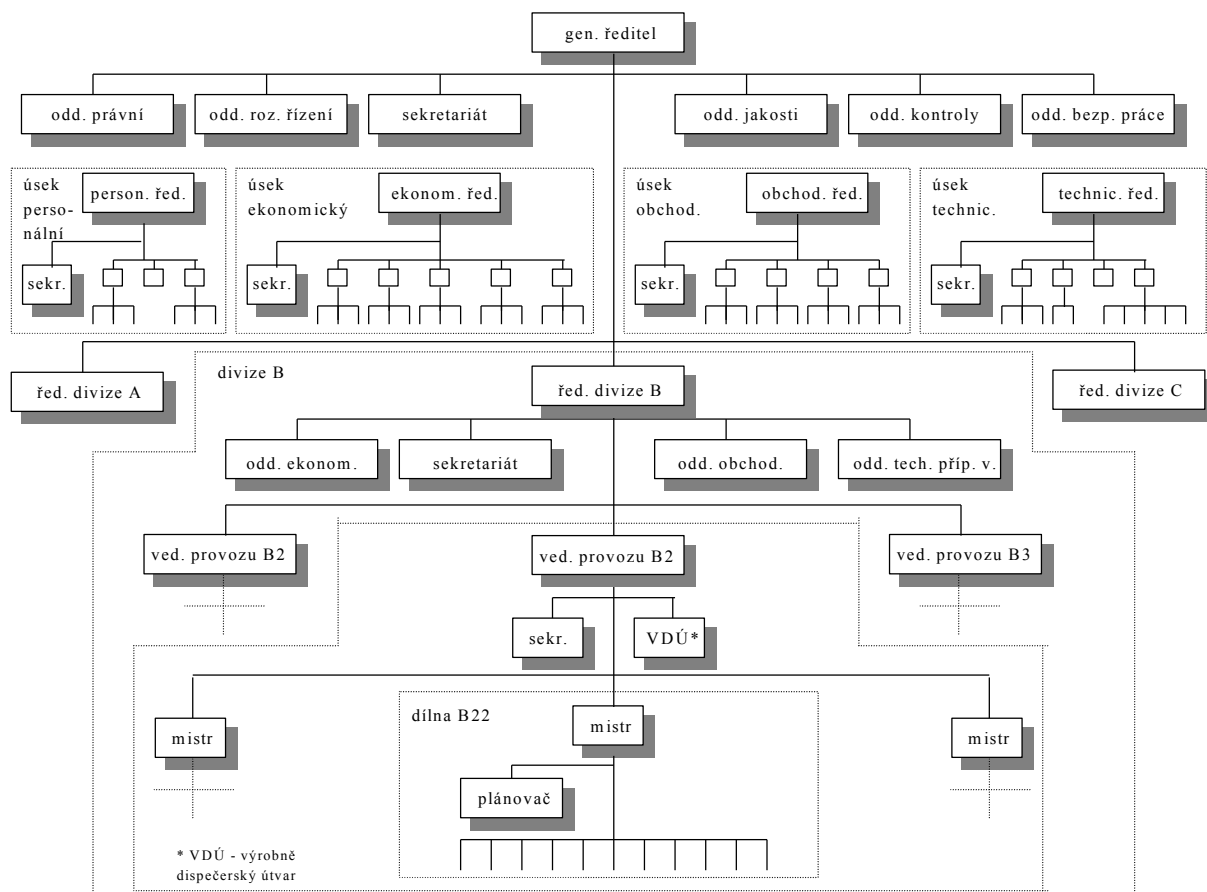 gen. ředitel
odd. právní
odd. roz. řízení
sekretariát
odd. jakosti
odd. kontroly
odd. bezp. práce
úsek
perso-
nální
person. řed.
sekr.
úsek
ekonomický
ekonom. řed.
sekr.
úsek
obchod.
obchod. řed.
sekr.
úsek
technic.
technic. řed.
sekr.
řed. divize A
divize B
řed. divize B
řed. divize C
odd. ekonom.
sekretariát
odd. obchod.
odd. tech. příp. v.
ved. provozu B2
ved. provozu B2
ved. provozu B3
sekr.
VDÚ*
mistr
dílna B22
mistr
mistr
plánovač
* VDÚ - výrobně
dispečerský útvar